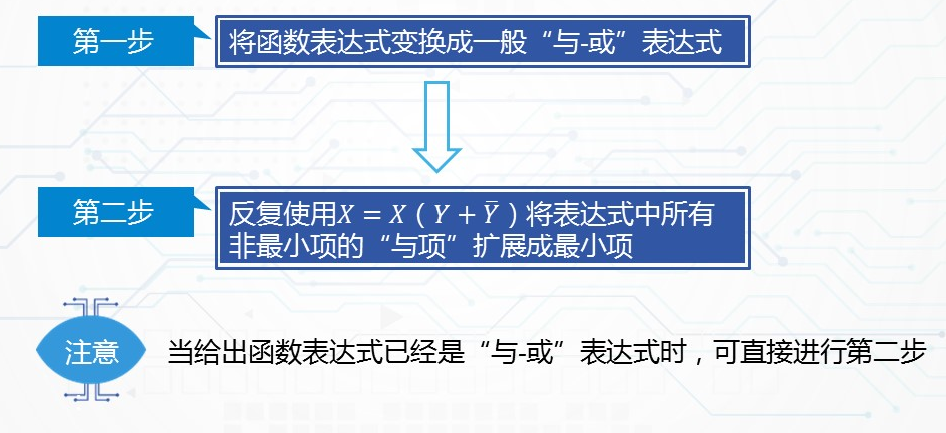 第一步
将函数表达式变换成一般“与-或”表达式
第二步
反复使用X = X（Y + Ȳ）将表达式中所有
非最小项的“与项”扩展成最小项
注意
当给出函数表达式已经是“与-或”表达式时，可直接进行第二步